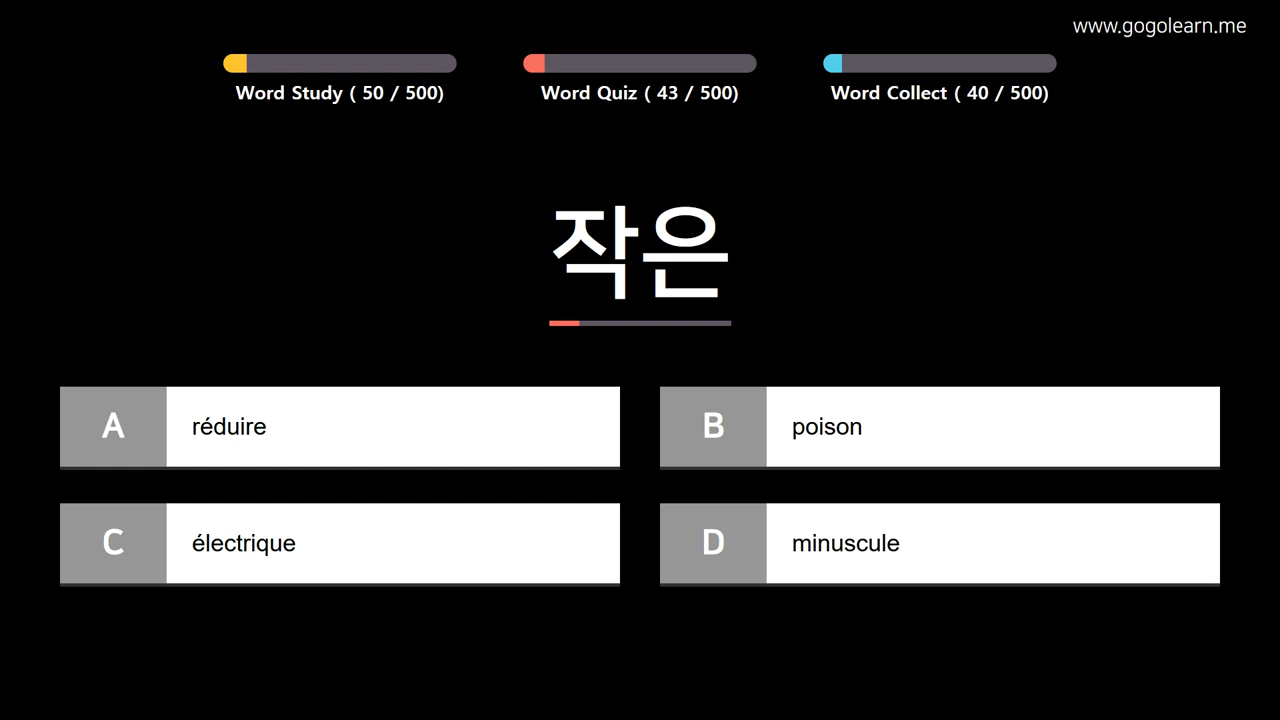 www.gogolearn.me
Word Study ( 50 / 500)
Word Quiz ( 43 / 500)
Word Collect ( 40 / 500)
작은
A
réduire
B
poison
C
électrique
D
minuscule